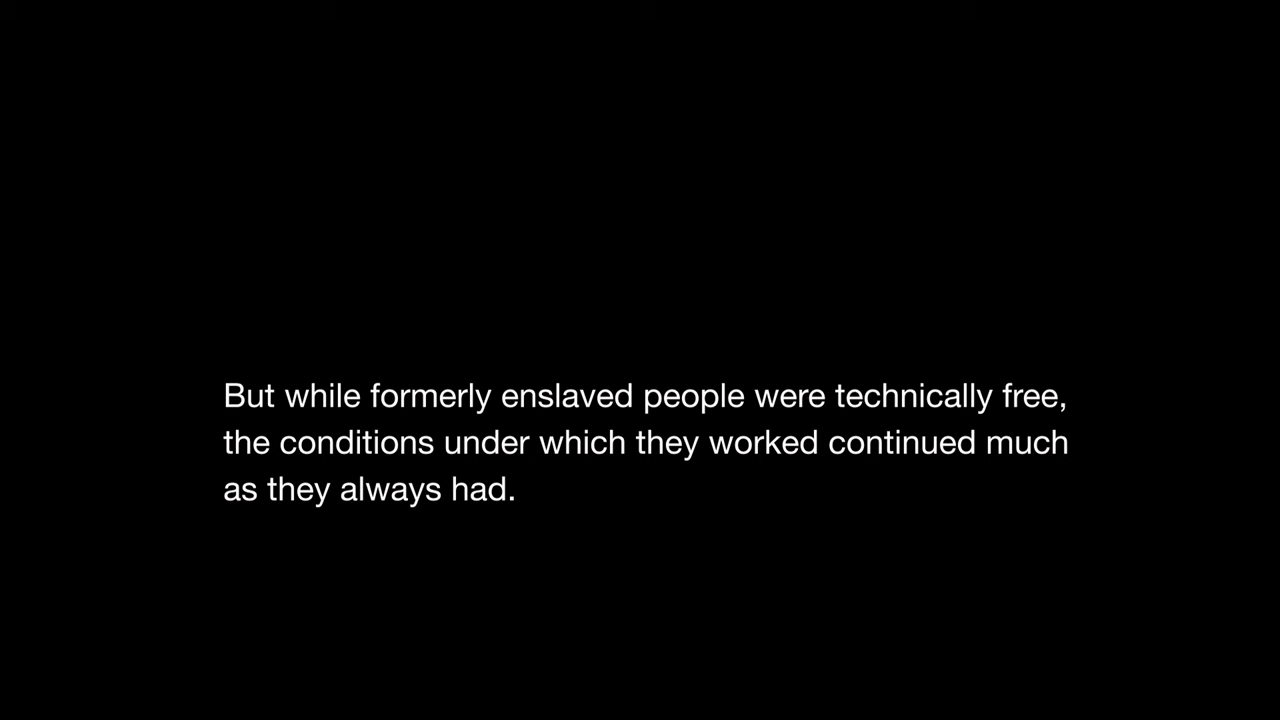 But while formerly enslaved people were technically free,
the conditions under which they worked continued much
as they always had.